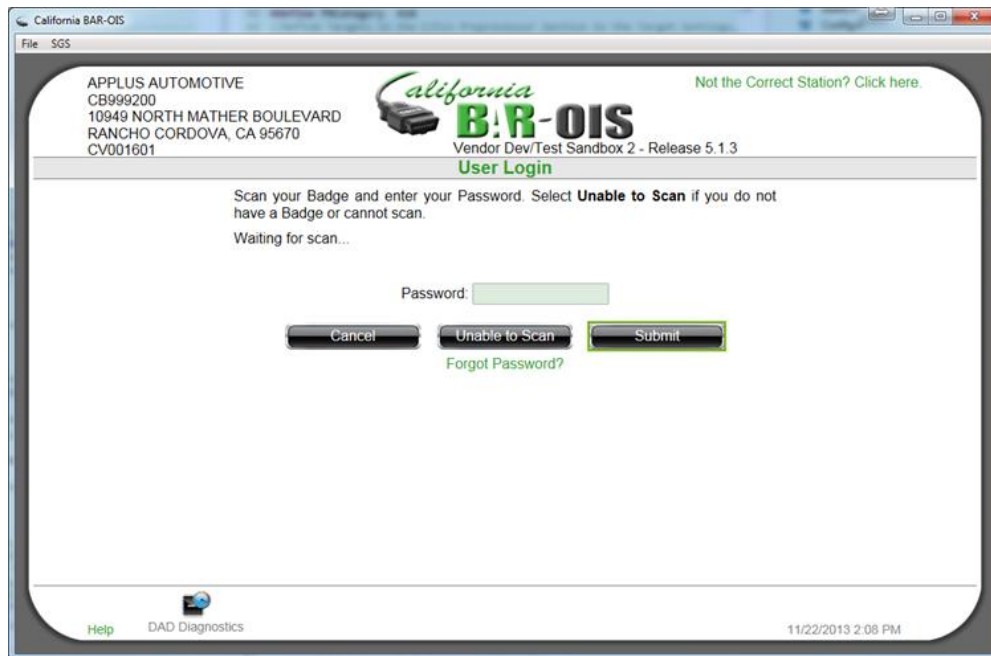 California BAR-OIS
File SGS
APPLUS AUTOMOTIVE
CB999200
10949 NORTH MATHER BOULEVARD
RANCHO CORDOVA, CA 95670
CV001601
California
BAR-OIS
Vendor Dev/Test Sandbox 2 - Release 5.1.3
Not the Correct Station? Click here.
User Login
Scan your Badge and enter your Password. Select Unable to Scan if you do not
have a Badge or cannot scan.
Waiting for scan...
Password:
Cancel Unable to Scan Submit
Forgot Password?
Help DAD Diagnostics 11/22/2013 2:08 PM